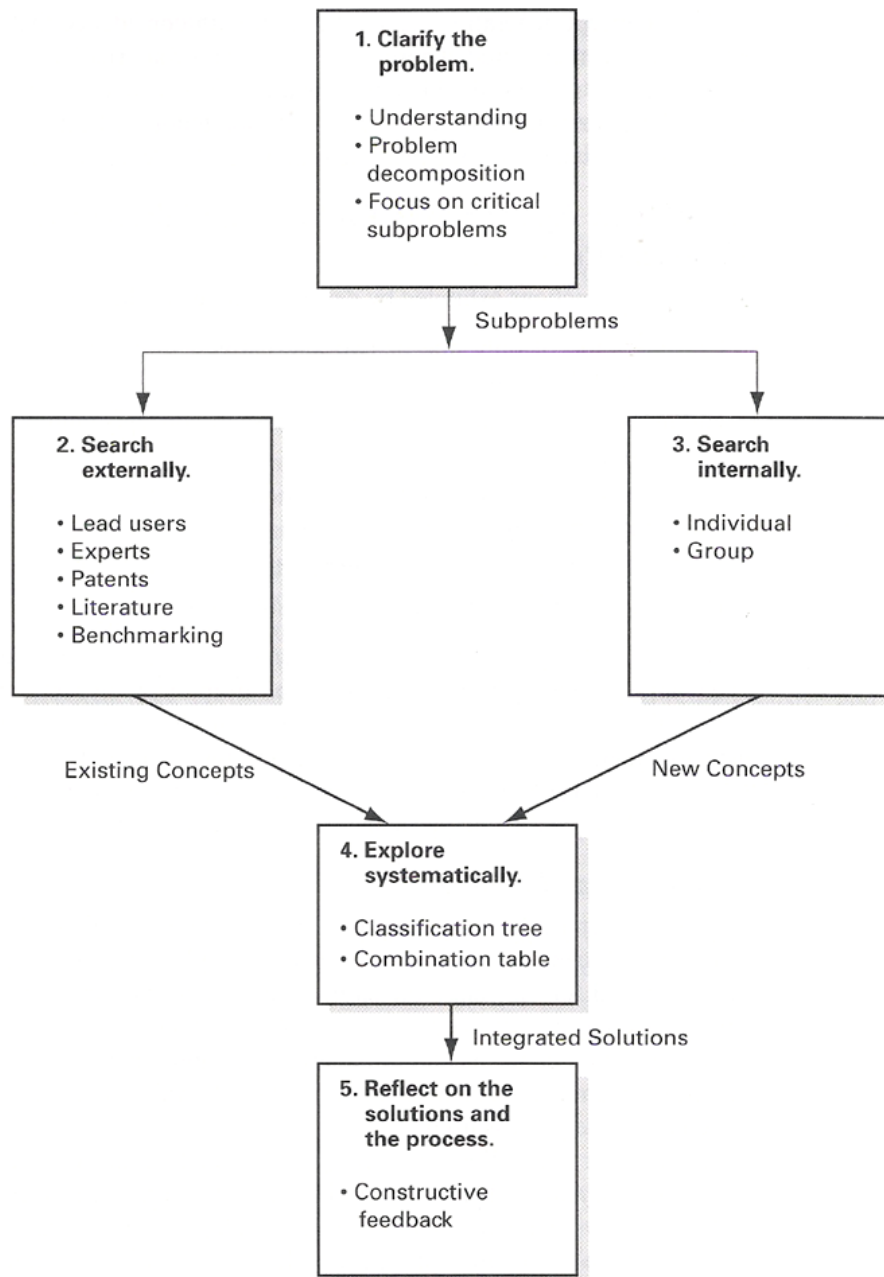 1. Clarify the
problem.
• Understanding
• Problem
decomposition
• Focus on critical
subproblems
Subproblems
2. Search
externally.
• Lead users
• Experts
• Patents
• Literature
• Benchmarking
3. Search
internally.
• Individual
• Group
Existing Concepts
New Concepts
4. Explore
systematically.
• Classification tree
• Combination table
Integrated Solutions
5. Reflect on the
solutions and
the process.
• Constructive
feedback